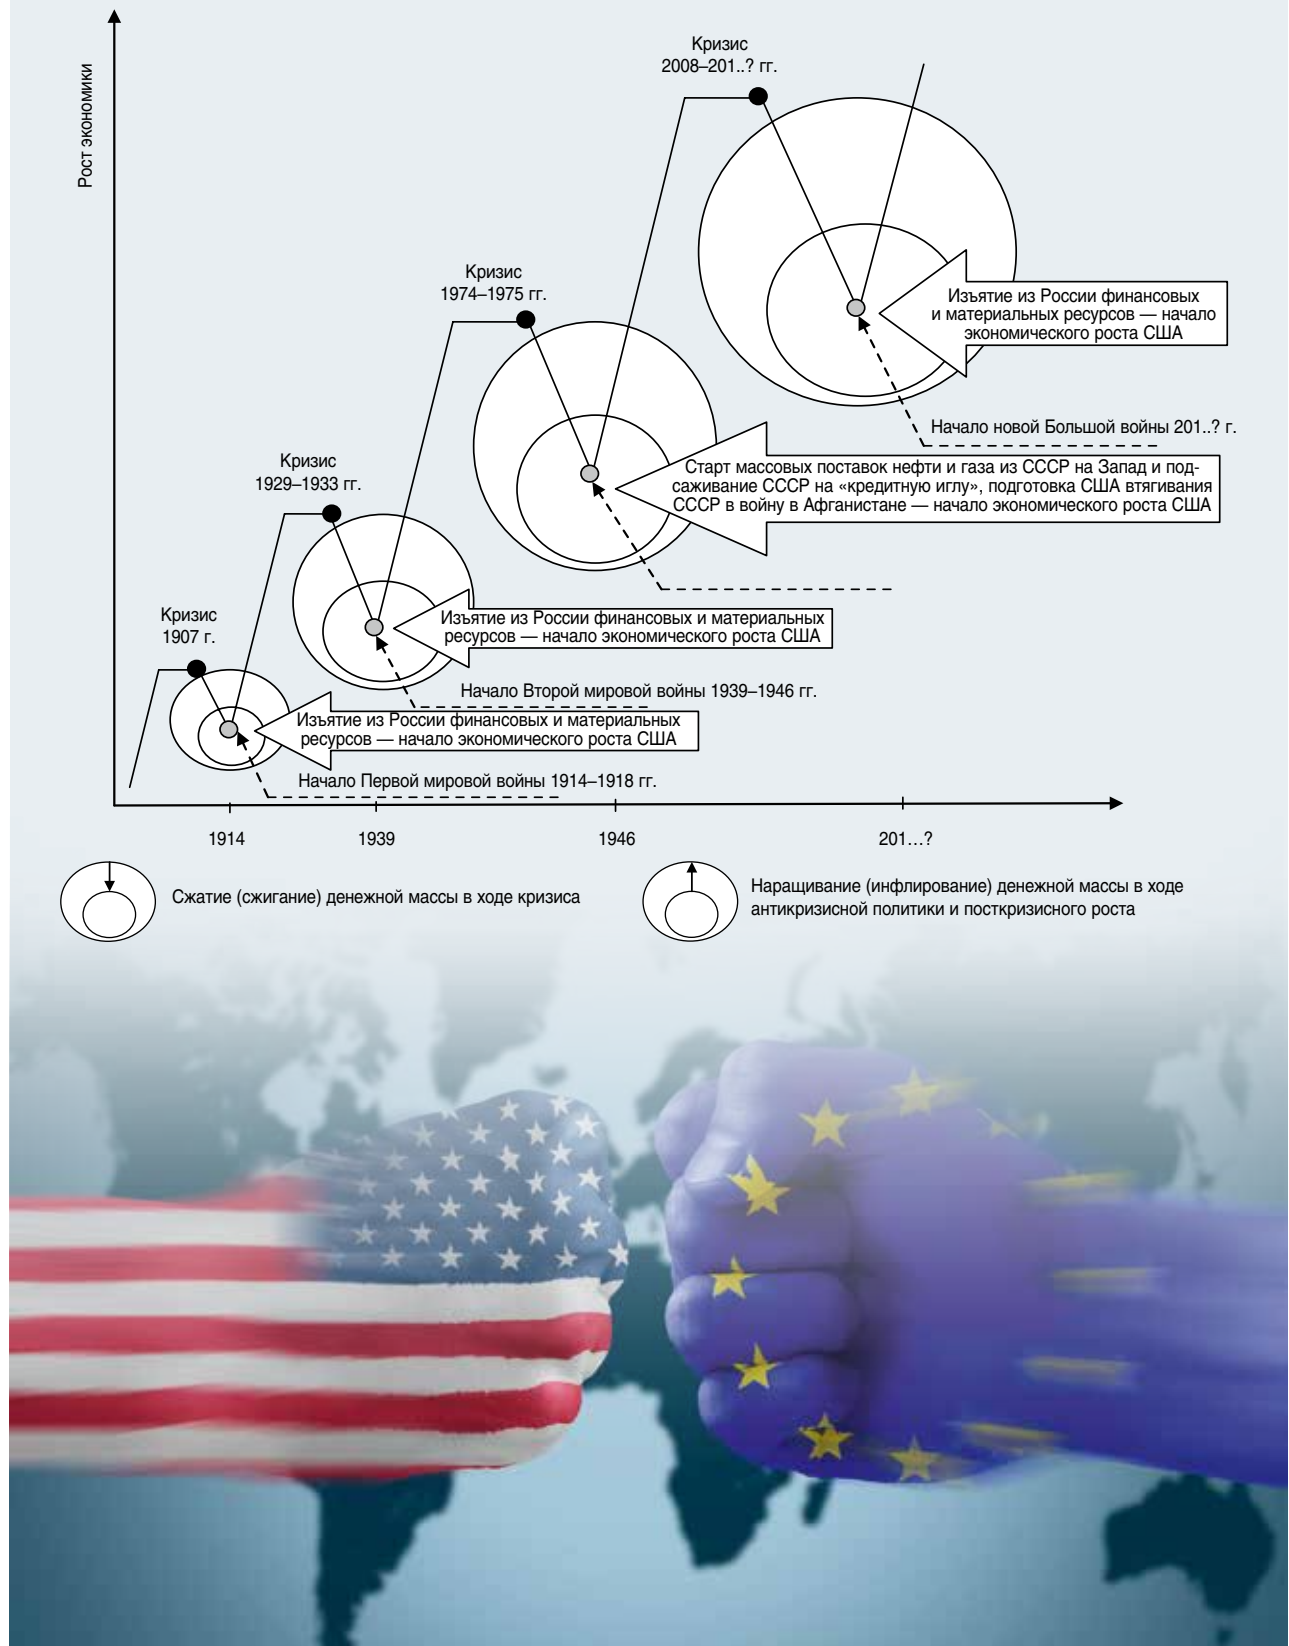 Рост экономики
Кризис
2008–201..? гг.
Изъятие из России финансовых
и материальных ресурсов — начало
экономического роста США
Начало новой Большой войны 201..? г.
Кризис
1974–1975 гг.
Старт массовых поставок нефти и газа из СССР на Запад и под-
саживание СССР на «кредитную иглу», подготовка США втягивания
СССР в войну в Афганистане — начало экономического роста США
Кризис
1929–1933 гг.
Изъятие из России финансовых и материальных
ресурсов — начало экономического роста США
Начало Второй мировой войны 1939–1946 гг.
Кризис
1907 г.
Изъятие из России финансовых и материальных
ресурсов — начало экономического роста США
Начало Первой мировой войны 1914–1918 гг.
1914 1939 1946 201…?
Сжатие (сжигание) денежной массы в ходе кризиса
Наращивание (инфлирование) денежной массы в ходе
антикризисной политики и посткризисного роста